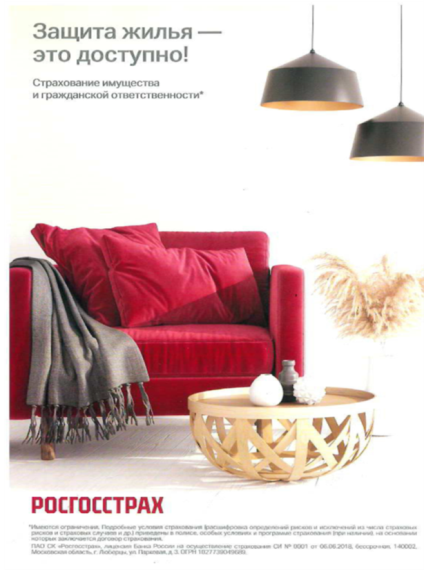 Защита жилья —
это доступно!
Страхование имущества
и гражданской ответственности*
РОСГОССТРАХ
*Имеются ограничения. Подробные условия страхования (расшифровка определений рисков и исключений из числа страховых
рисков и страховых случаев и др.) приведены в полисе, особых условиях и программе страхования (при наличии), на основании
которых заключается договор страхования.
ПАО СК «Росгосстрах», лицензия Банка России на осуществление страхования СИ № 0001 от 06.06.2018, бессрочная. 140002,
Московская область, г. Люберцы, ул. Парковая, д. 3. ОГРН 1027739049689.